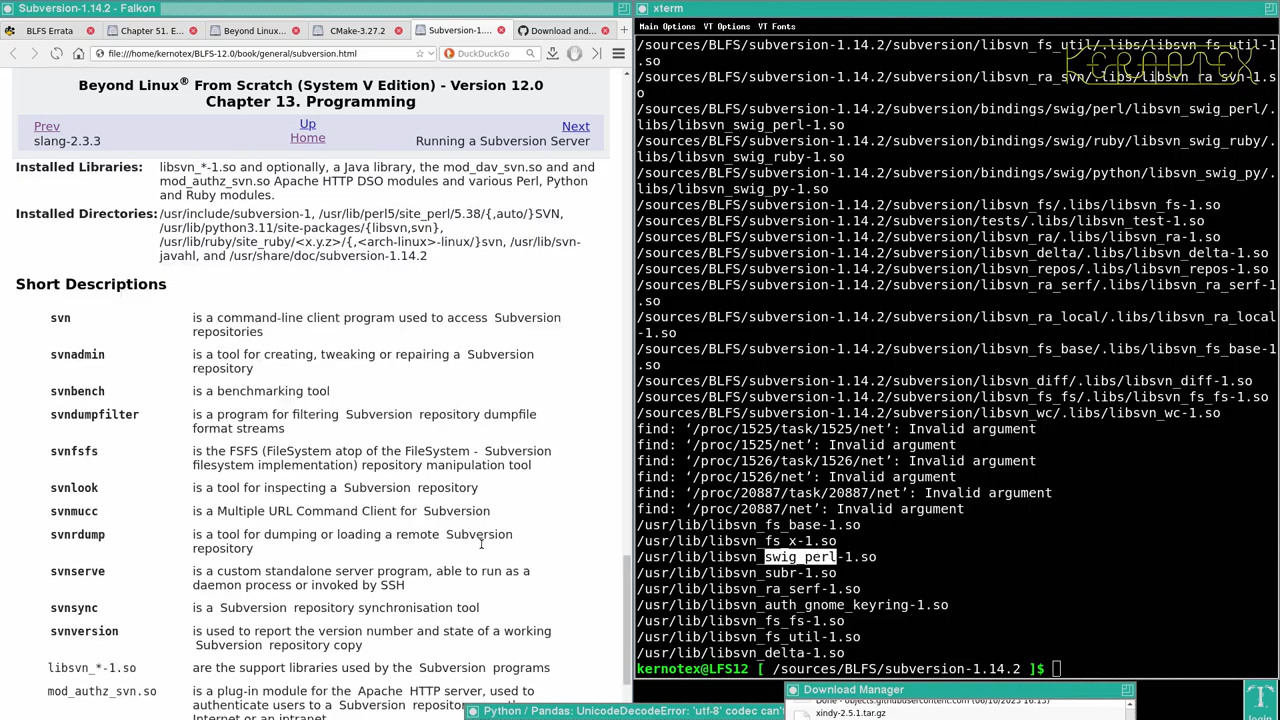 Subversion-1.14.2 - Falkon
BLFS Errata
Chapter 51. E...
Beyond Linux...
CMake-3.27.2
Subversion-1....
Download and...
file:///home/kernotex/BLFS-12.0/book/general/subversion.html
DuckDuckGo
Beyond Linux® From Scratch (System V Edition) - Version 12.0
Chapter 13. Programming
Prev
Up
Next
slang-2.3.3
Home
Running a Subversion Server
Installed Libraries: libsvn_*-1.so and optionally, a Java library, the mod_dav_svn.so and and
mod_authz_svn.so Apache HTTP DSO modules and various Perl, Python
and Ruby modules.
Installed Directories: /usr/include/subversion-1, /usr/lib/perl5/site_perl/5.38/{,auto/}SVN,
/usr/lib/python3.11/site-packages/{libsvn,svn},
/usr/lib/ruby/site_ruby/<x.y.z>/{,<arch-linux>-linux/}svn, /usr/lib/svn-
javahl, and /usr/share/doc/subversion-1.14.2
Short Descriptions
svn is a command-line client program used to access Subversion
repositories
svnadmin is a tool for creating, tweaking or repairing a Subversion
repository
svnbench is a benchmarking tool
svndumpfilter is a program for filtering Subversion repository dumpfile
format streams
svnfsfs is the FSFS (FileSystem atop of the FileSystem - Subversion
filesystem implementation) repository manipulation tool
svnlook is a tool for inspecting a Subversion repository
svnmucc is a Multiple URL Command Client for Subversion
svnrdump is a tool for dumping or loading a remote Subversion
repository
svnserve is a custom standalone server program, able to run as a
daemon process or invoked by SSH
svnsync is a Subversion repository synchronisation tool
svnversion is used to report the version number and state of a working
Subversion repository copy
libsvn_*-1.so are the support libraries used by the Subversion programs
mod_authz_svn.so is a plug-in module for the Apache HTTP server, used to
authenticate users to a Subversion repository over the
Internet or an intranet
xterm
Main Options VT Options VT Fonts
KERNOTEX
/sources/BLFS/subversion-1.14.2/subversion/libsvn_fs_util/.libs/libsvn_fs_util-1
.so
/sources/BLFS/subversion-1.14.2/subversion/libsvn_ra_svn/.libs/libsvn_ra_svn-1.s
o
/sources/BLFS/subversion-1.14.2/subversion/bindings/swig/perl/libsvn_swig_perl/.
libs/libsvn_swig_perl-1.so
/sources/BLFS/subversion-1.14.2/subversion/bindings/swig/ruby/libsvn_swig_ruby/.
libs/libsvn_swig_ruby-1.so
/sources/BLFS/subversion-1.14.2/subversion/bindings/swig/python/libsvn_swig_py/.
libs/libsvn_swig_py-1.so
/sources/BLFS/subversion-1.14.2/subversion/libsvn_fs/.libs/libsvn_fs-1.so
/sources/BLFS/subversion-1.14.2/subversion/tests/.libs/libsvn_test-1.so
/sources/BLFS/subversion-1.14.2/subversion/libsvn_ra/.libs/libsvn_ra-1.so
/sources/BLFS/subversion-1.14.2/subversion/libsvn_delta/.libs/libsvn_delta-1.so
/sources/BLFS/subversion-1.14.2/subversion/libsvn_repos/.libs/libsvn_repos-1.so
/sources/BLFS/subversion-1.14.2/subversion/libsvn_ra_serf/.libs/libsvn_ra_serf-1
.so
/sources/BLFS/subversion-1.14.2/subversion/libsvn_ra_local/.libs/libsvn_ra_local
-1.so
/sources/BLFS/subversion-1.14.2/subversion/libsvn_fs_base/.libs/libsvn_fs_base-1
.so
/sources/BLFS/subversion-1.14.2/subversion/libsvn_diff/.libs/libsvn_diff-1.so
/sources/BLFS/subversion-1.14.2/subversion/libsvn_fs_fs/.libs/libsvn_fs_fs-1.so
/sources/BLFS/subversion-1.14.2/subversion/libsvn_wc/.libs/libsvn_wc-1.so
find: ‘/proc/1525/task/1525/net’: Invalid argument
find: ‘/proc/1525/net’: Invalid argument
find: ‘/proc/1526/task/1526/net’: Invalid argument
find: ‘/proc/1526/net’: Invalid argument
find: ‘/proc/20887/task/20887/net’: Invalid argument
find: ‘/proc/20887/net’: Invalid argument
/usr/lib/libsvn_fs_base-1.so
/usr/lib/libsvn_fs_x-1.so
/usr/lib/libsvn_swig_perl-1.so
/usr/lib/libsvn_subr-1.so
/usr/lib/libsvn_ra_serf-1.so
/usr/lib/libsvn_auth_gnome_keyring-1.so
/usr/lib/libsvn_fs_fs-1.so
/usr/lib/libsvn_fs_util-1.so
/usr/lib/libsvn_delta-1.so
kernotex@LFS12 [ /sources/BLFS/subversion-1.14.2 ]$
Download Manager
xindy-2.5.1.tar.gz
Python / Pandas: UnicodeDecodeError: 'utf-8' codec can't